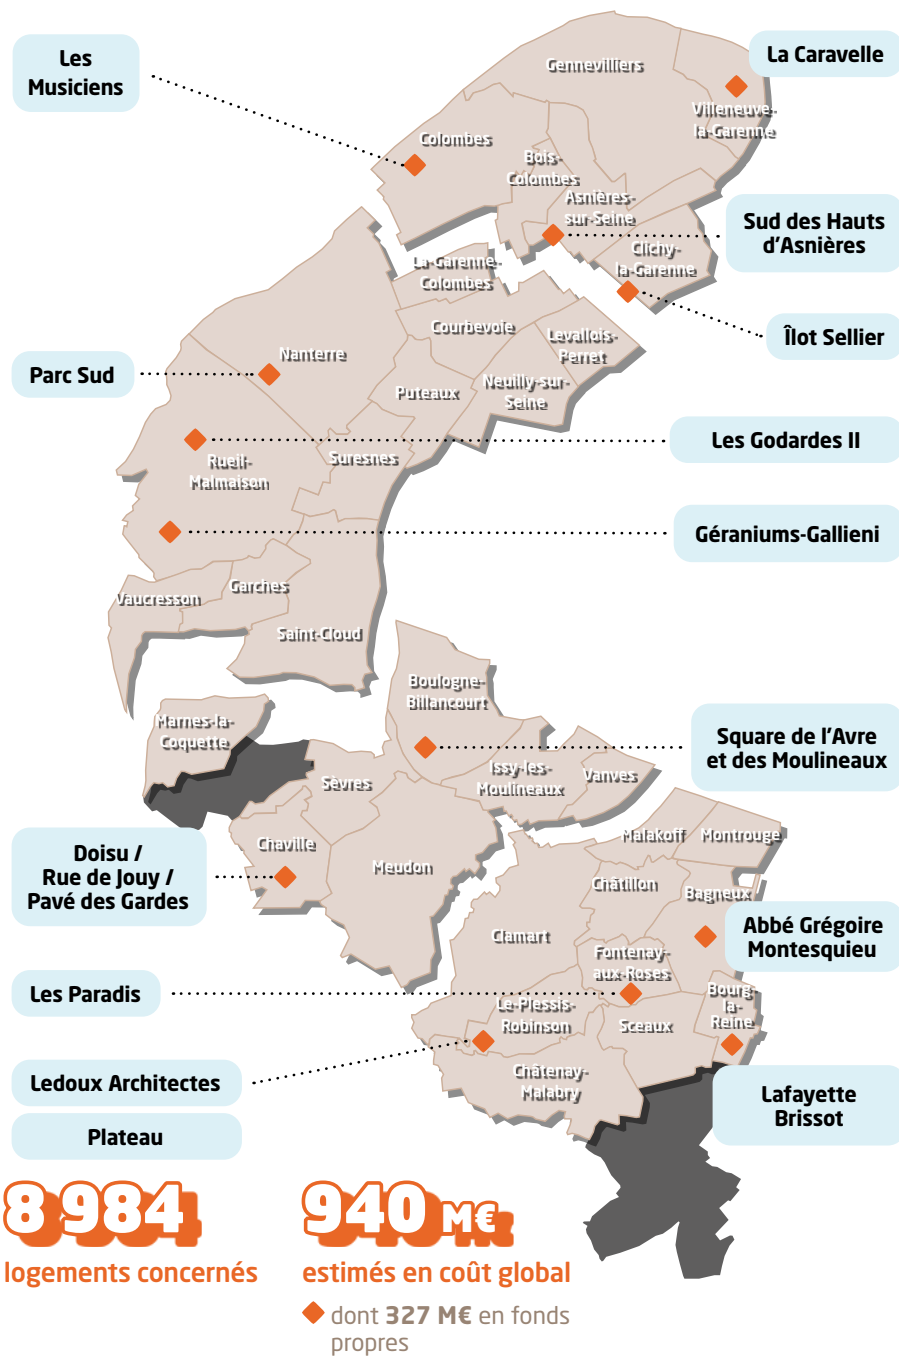 Les
Musiciens
La Caravelle
Gennevilliers
Villeneuve-
la-Garenne
Colombes
Bois-
Colombes
Asnières-
sur-Seine
Sud des Hauts
d'Asnières
Clichy-
la-Garenne
La-Garenne-
Colombes
Courbevoie
Levallois-
Perret
Îlot Sellier
Nanterre
Parc Sud
Puteaux
Neuilly-sur-
Seine
Les Godardes II
Rueil-
Malmaison
Suresnes
Géraniums-Gallieni
Vaucresson
Garches
Saint-Cloud
Boulogne-
Billancourt
Marnes-la-
Coquette
Square de l'Avre
et des Moulineaux
Sèvres
Issy-les-
Moulineaux
Vanves
Doisu /
Rue de Jouy /
Pavé des Gardes
Chaville
Meudon
Malakoff
Montrouge
Châtillon
Bagneux
Clamart
Abbé Grégoire
Montesquieu
Fontenay-
aux-Roses
Les Paradis
Le-Plessis-
Robinson
Sceaux
Bourg-
la-
Reine
Ledoux Architectes
Châtenay-
Malabry
Lafayette
Brissot
Plateau
8 984
logements concernés
940 M€
estimés en coût global
dont 327 M€ en fonds
propres